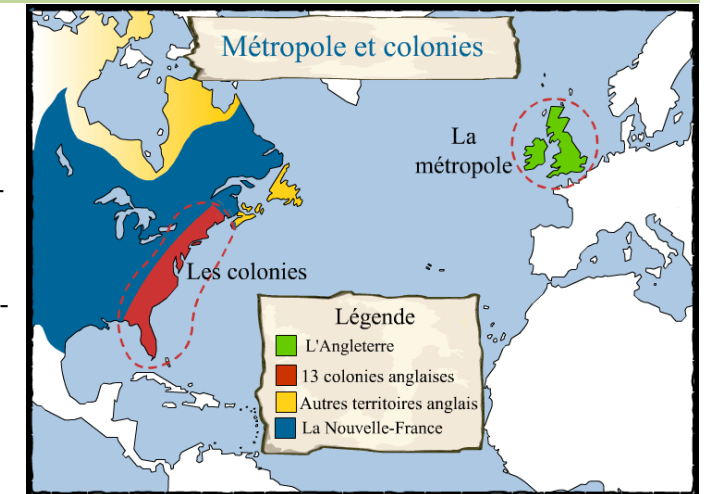 Métropole et colonies
La
métropole
Les colonies
Légende
L'Angleterre
13 colonies anglaises
Autres territoires anglais
La Nouvelle-France